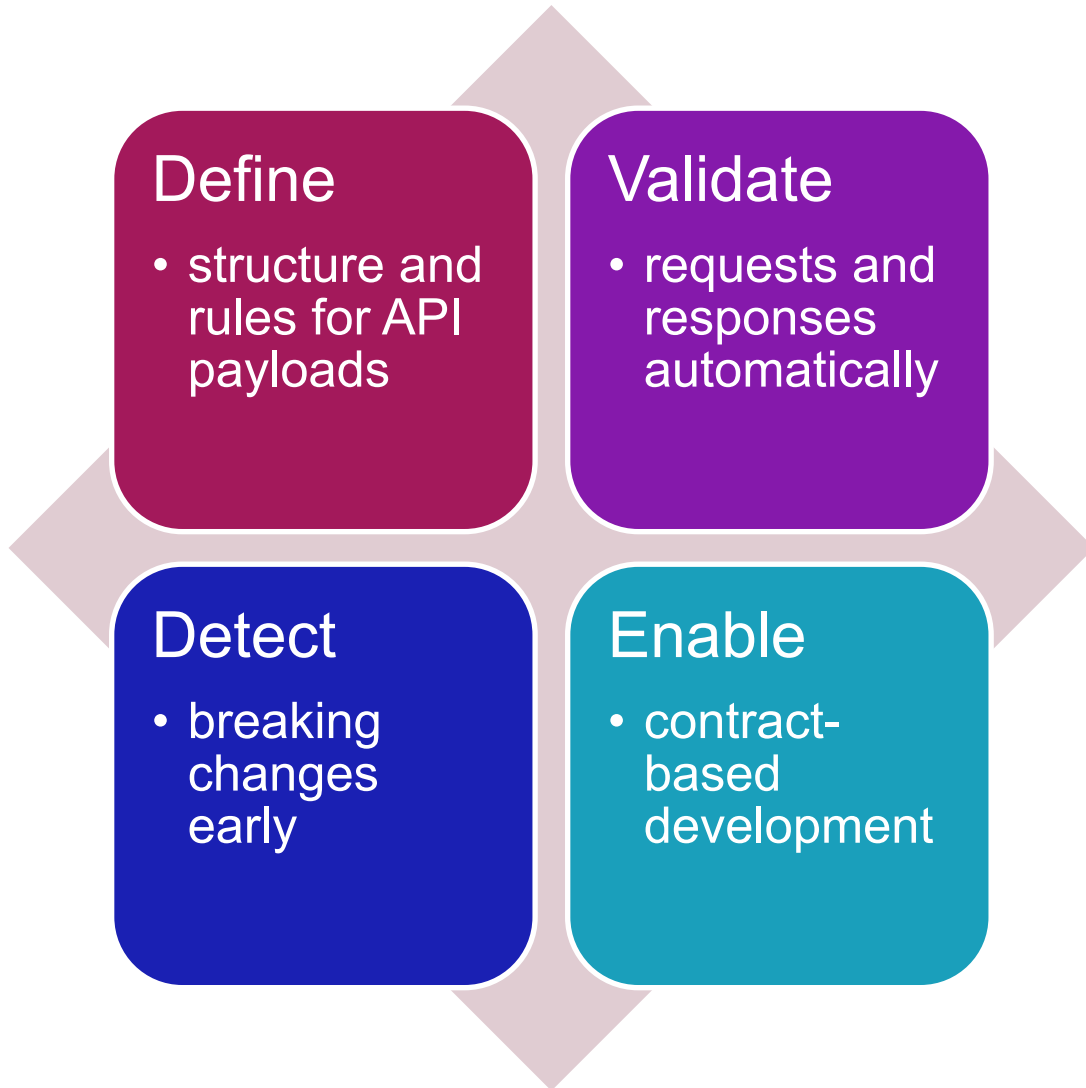 Define
• structure and
rules for API
payloads
Validate
• requests and
responses
automatically
Detect
• breaking
changes
early
Enable
• contract-
based
development